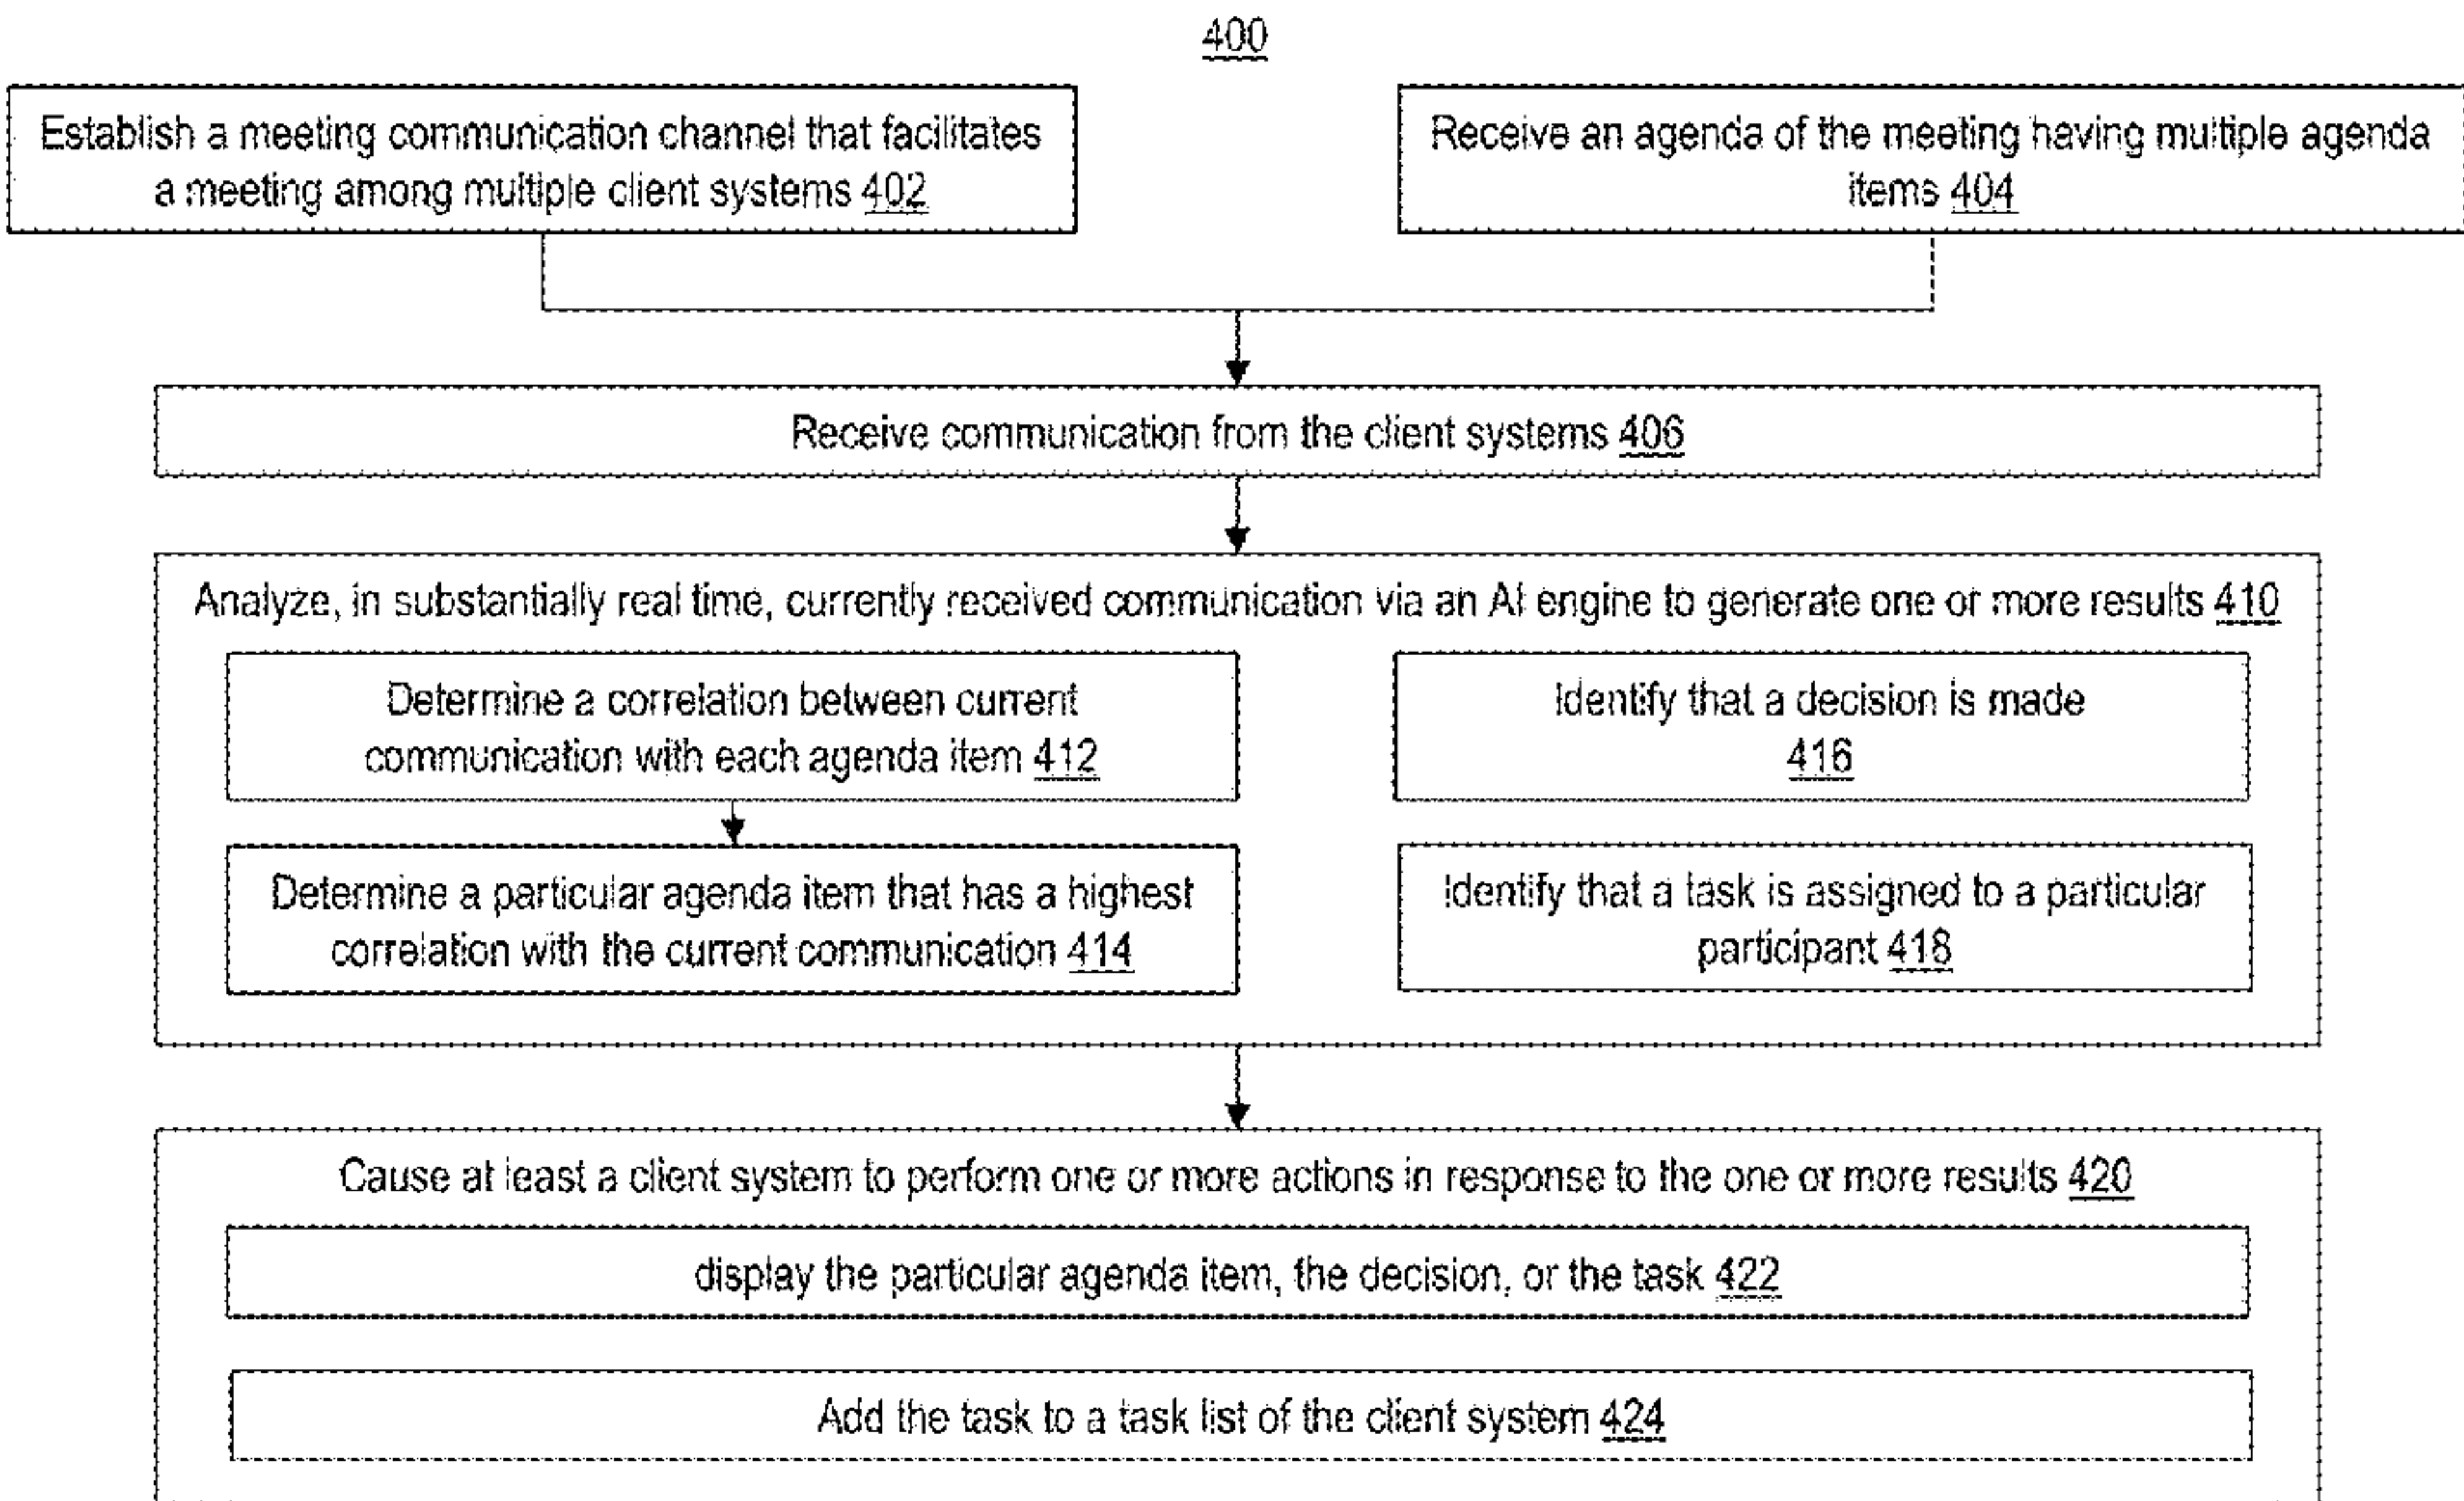 400
Establish a meeting communication channel that facilitates
a meeting among multiple client systems 402
Receive an agenda of the meeting having multiple agenda
items 404
Receive communication from the client systems 406
Analyze, in substantially real time, currently received communication via an AI engine to generate one or more results 410
Determine a correlation between current
communication with each agenda item 412
Identify that a decision is made
416
Determine a particular agenda item that has a highest
correlation with the current communication 414
Identify that a task is assigned to a particular
participant 418
Cause at least a client system to perform one or more actions in response to the one or more results 420
display the particular agenda item, the decision, or the task 422
Add the task to a task list of the client system 424